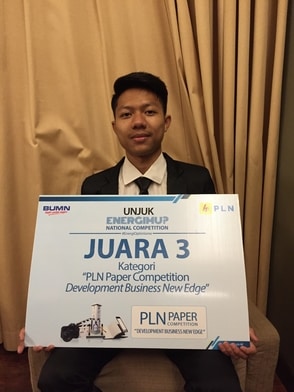 BUMN
UNJUK
ENERGIMU?
NATIONAL COMPETITION
PLN
JUARA 3
Kategori
"PLN Paper Competition
Development Business New Edge"
PLN PAPER
COMPETITION
"DEVELOPMENT BUSINESS NEW EDGE"